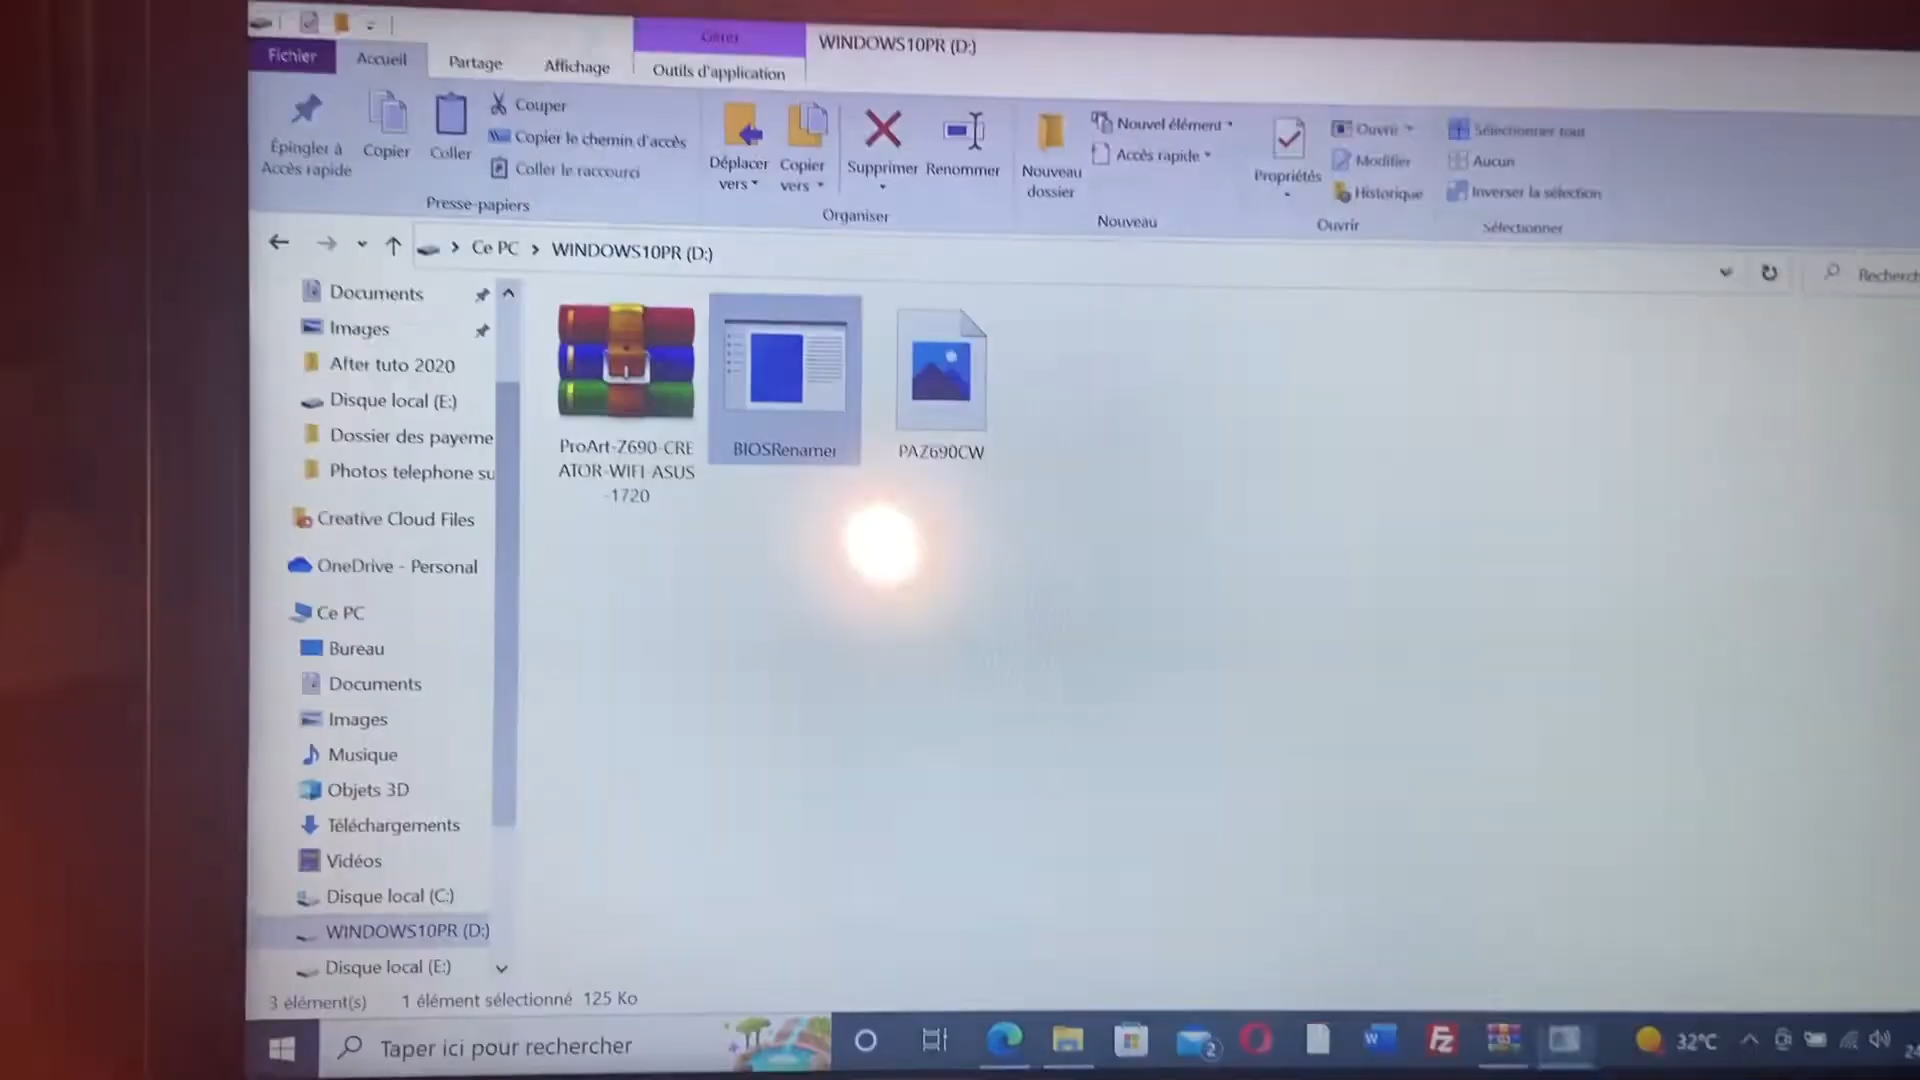 Gérer
WINDOWS10PR (D:)
Fichier
Accueil
Partage
Affichage
Outils d'application
Épingler à
Accès rapide
Copier
Coller
Couper
Copier le chemin d'accès
Coller le raccourci
Presse-papiers
Déplacer
vers
Copier
vers
Supprimer
Renommer
Organiser
Nouveau
dossier
Nouvel élément
Accès rapide
Nouveau
Propriétés
Ouvrir
Modifier
Historique
Ouvrir
Sélectionner tout
Aucun
Inverser la sélection
Sélectionner
Ce PC > WINDOWS10PR (D:)
Recherch
Documents
Images
After tuto 2020
Disque local (E:)
Dossier des payeme
Photos telephone su
Creative Cloud Files
OneDrive - Personal
Ce PC
Bureau
Documents
Images
Musique
Objets 3D
Téléchargements
Vidéos
Disque local (C:)
WINDOWS10PR (D:)
Disque local (E:)
ProArt-Z690-CRE
ATOR-WIFI-ASUS
-1720
BIOSRenamer
PAZ690CW
3 élément(s)
1 élément sélectionné 125 Ko
Taper ici pour rechercher
2
W
FZ
32°C